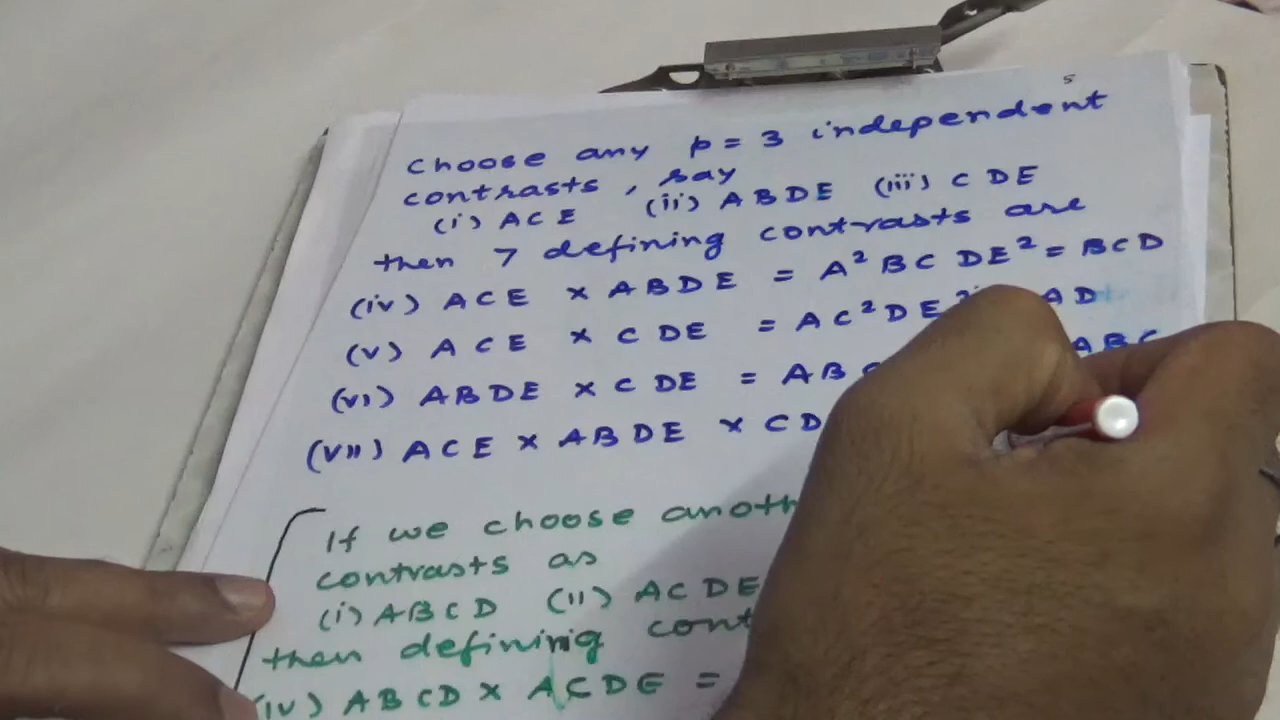 5
choose any p = 3 independent
contrasts, say
(i) ACE (ii) ABDE (iii) CDE
then 7 defining contrasts are
(iv) ACE × ABDE = A²BCDE² = BCD
(v) ACE × CDE = AC²DE² AD
(vi) ABDE × CDE = AB ABC
(vii) ACE × ABDE × CD
If we choose
contrasts as
(i) ABCD (ii) ACDE
then defining
(iv) ABCD × ACDE =